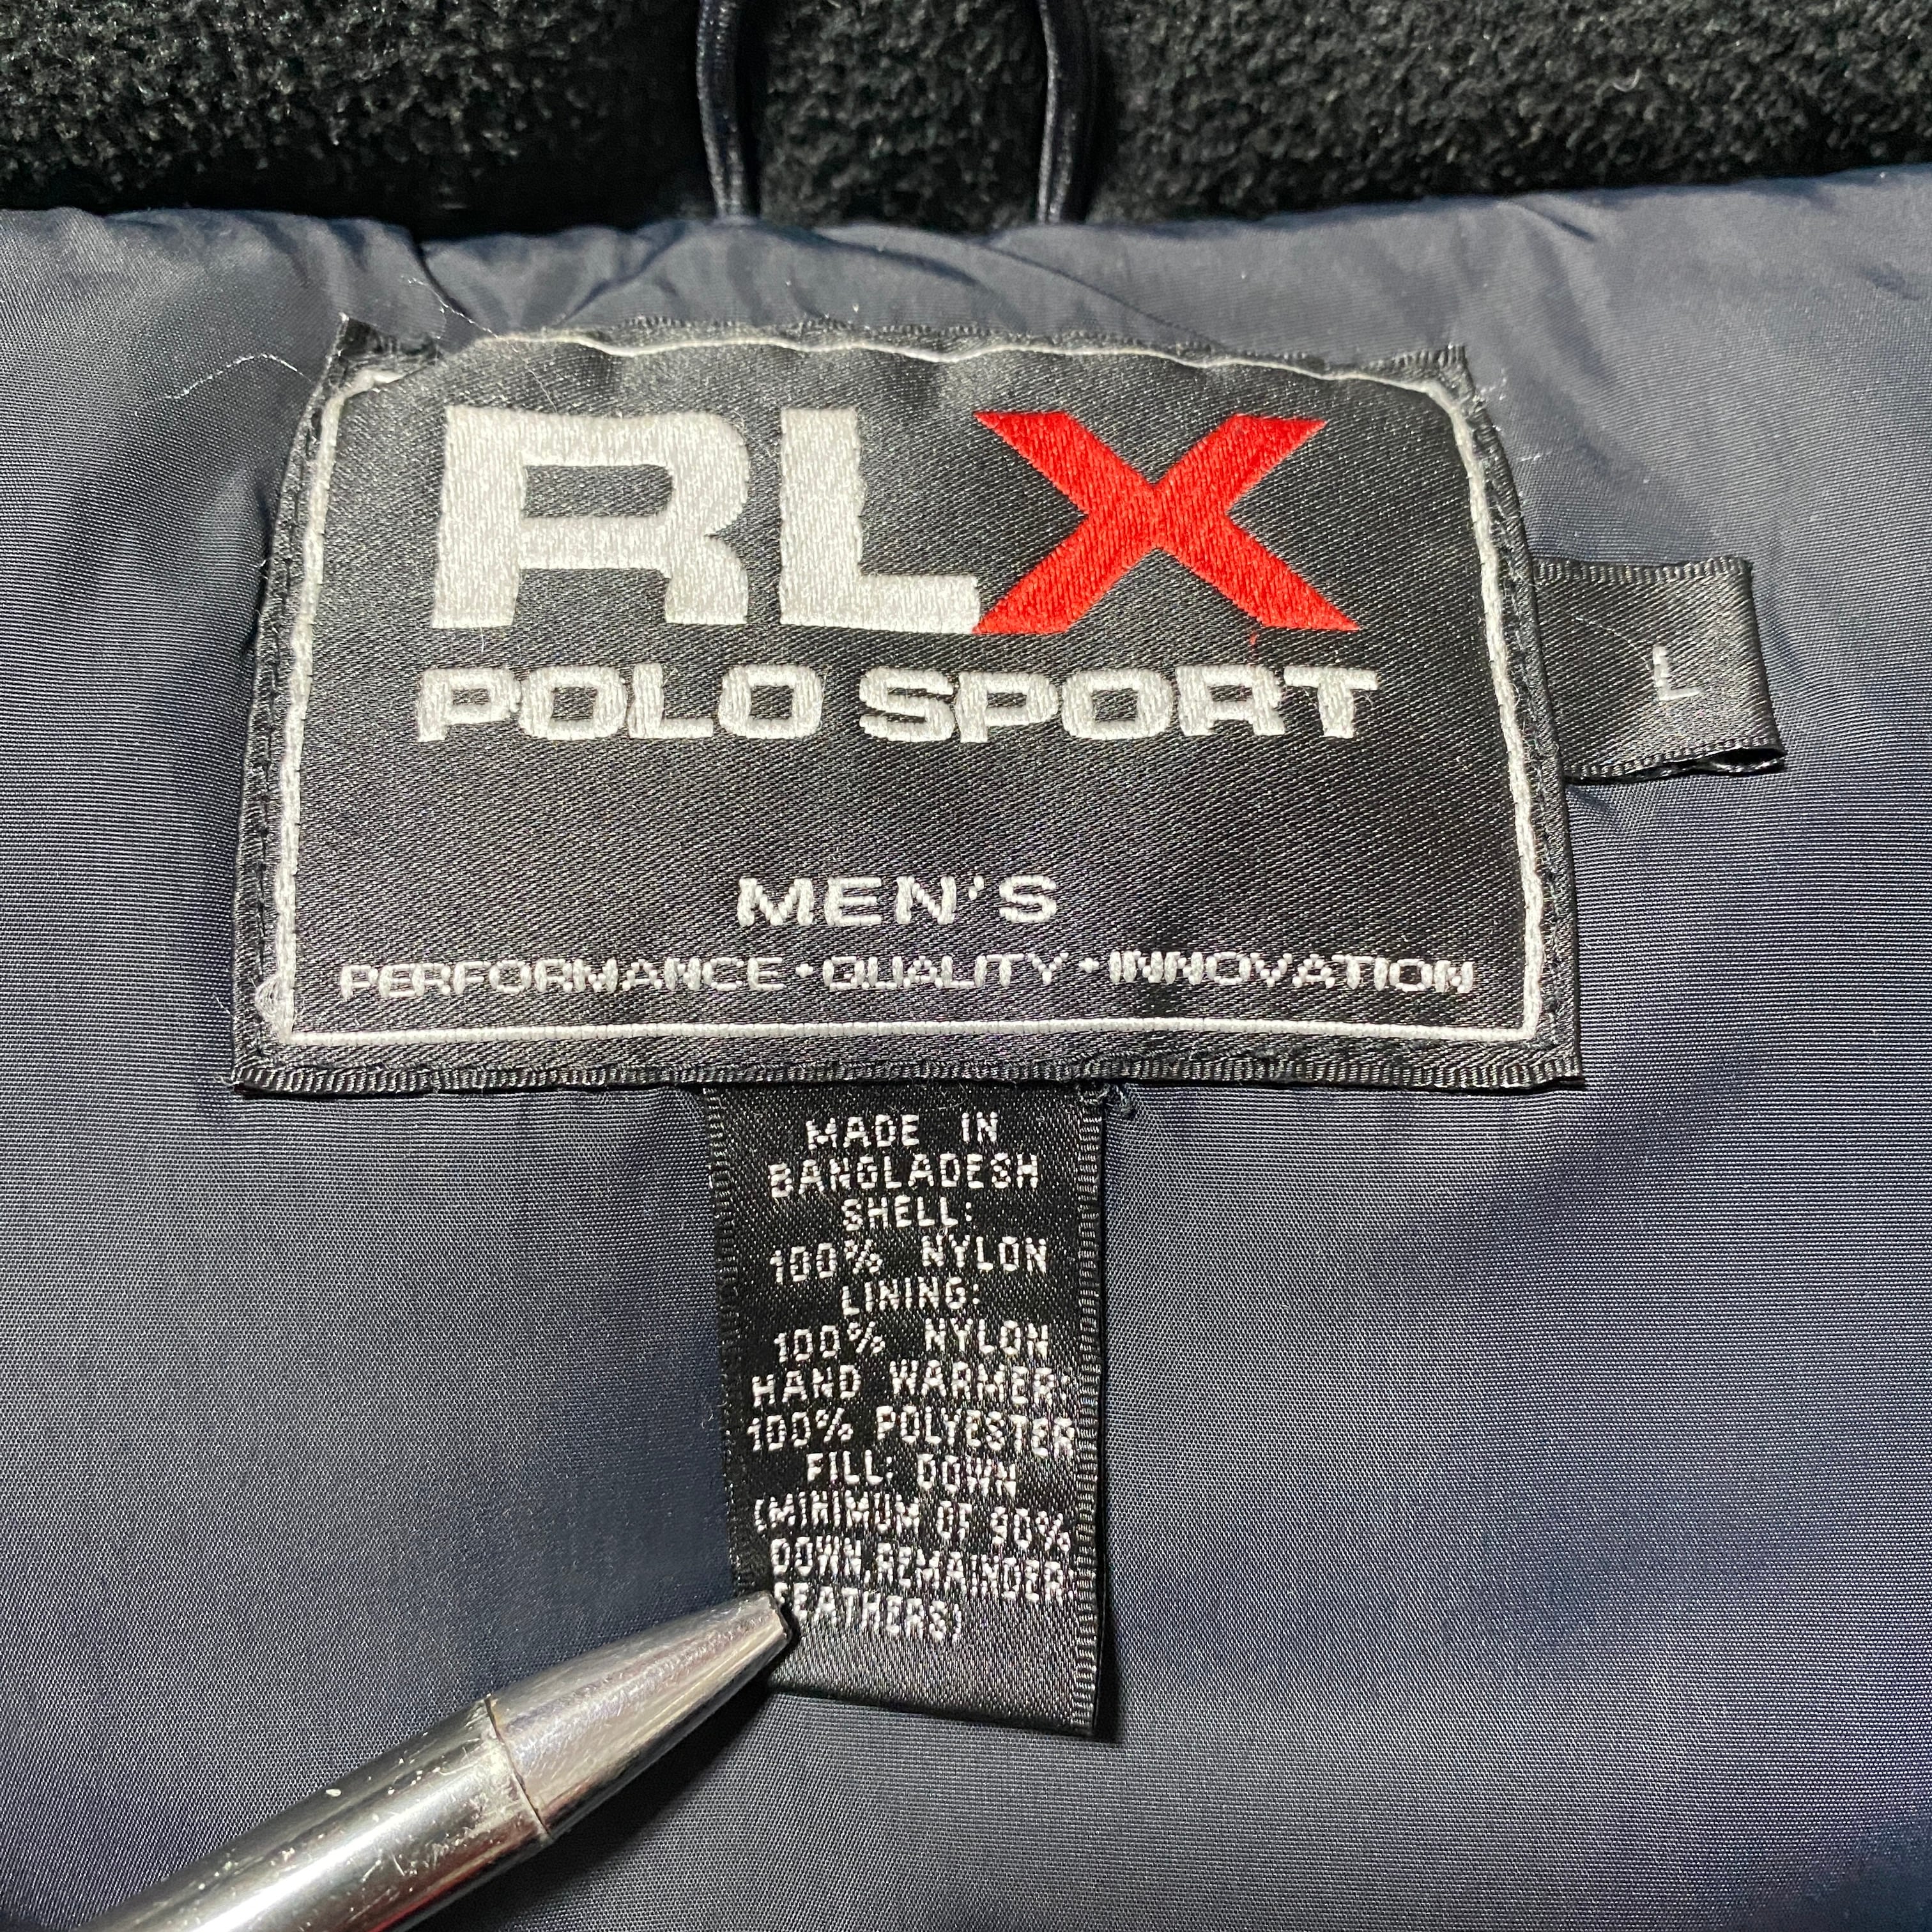 RLX
POLO SPORT
L
MEN'S
PERFORMANCE • QUALITY • INNOVATION
MADE IN
BANGLADESH
SHELL:
100% NYLON
LINING:
100% NYLON
HAND WARMER:
100% POLYESTER
FILL: DOWN
(MINIMUM OF 90%
DOWN,REMAINDER
FEATHERS)